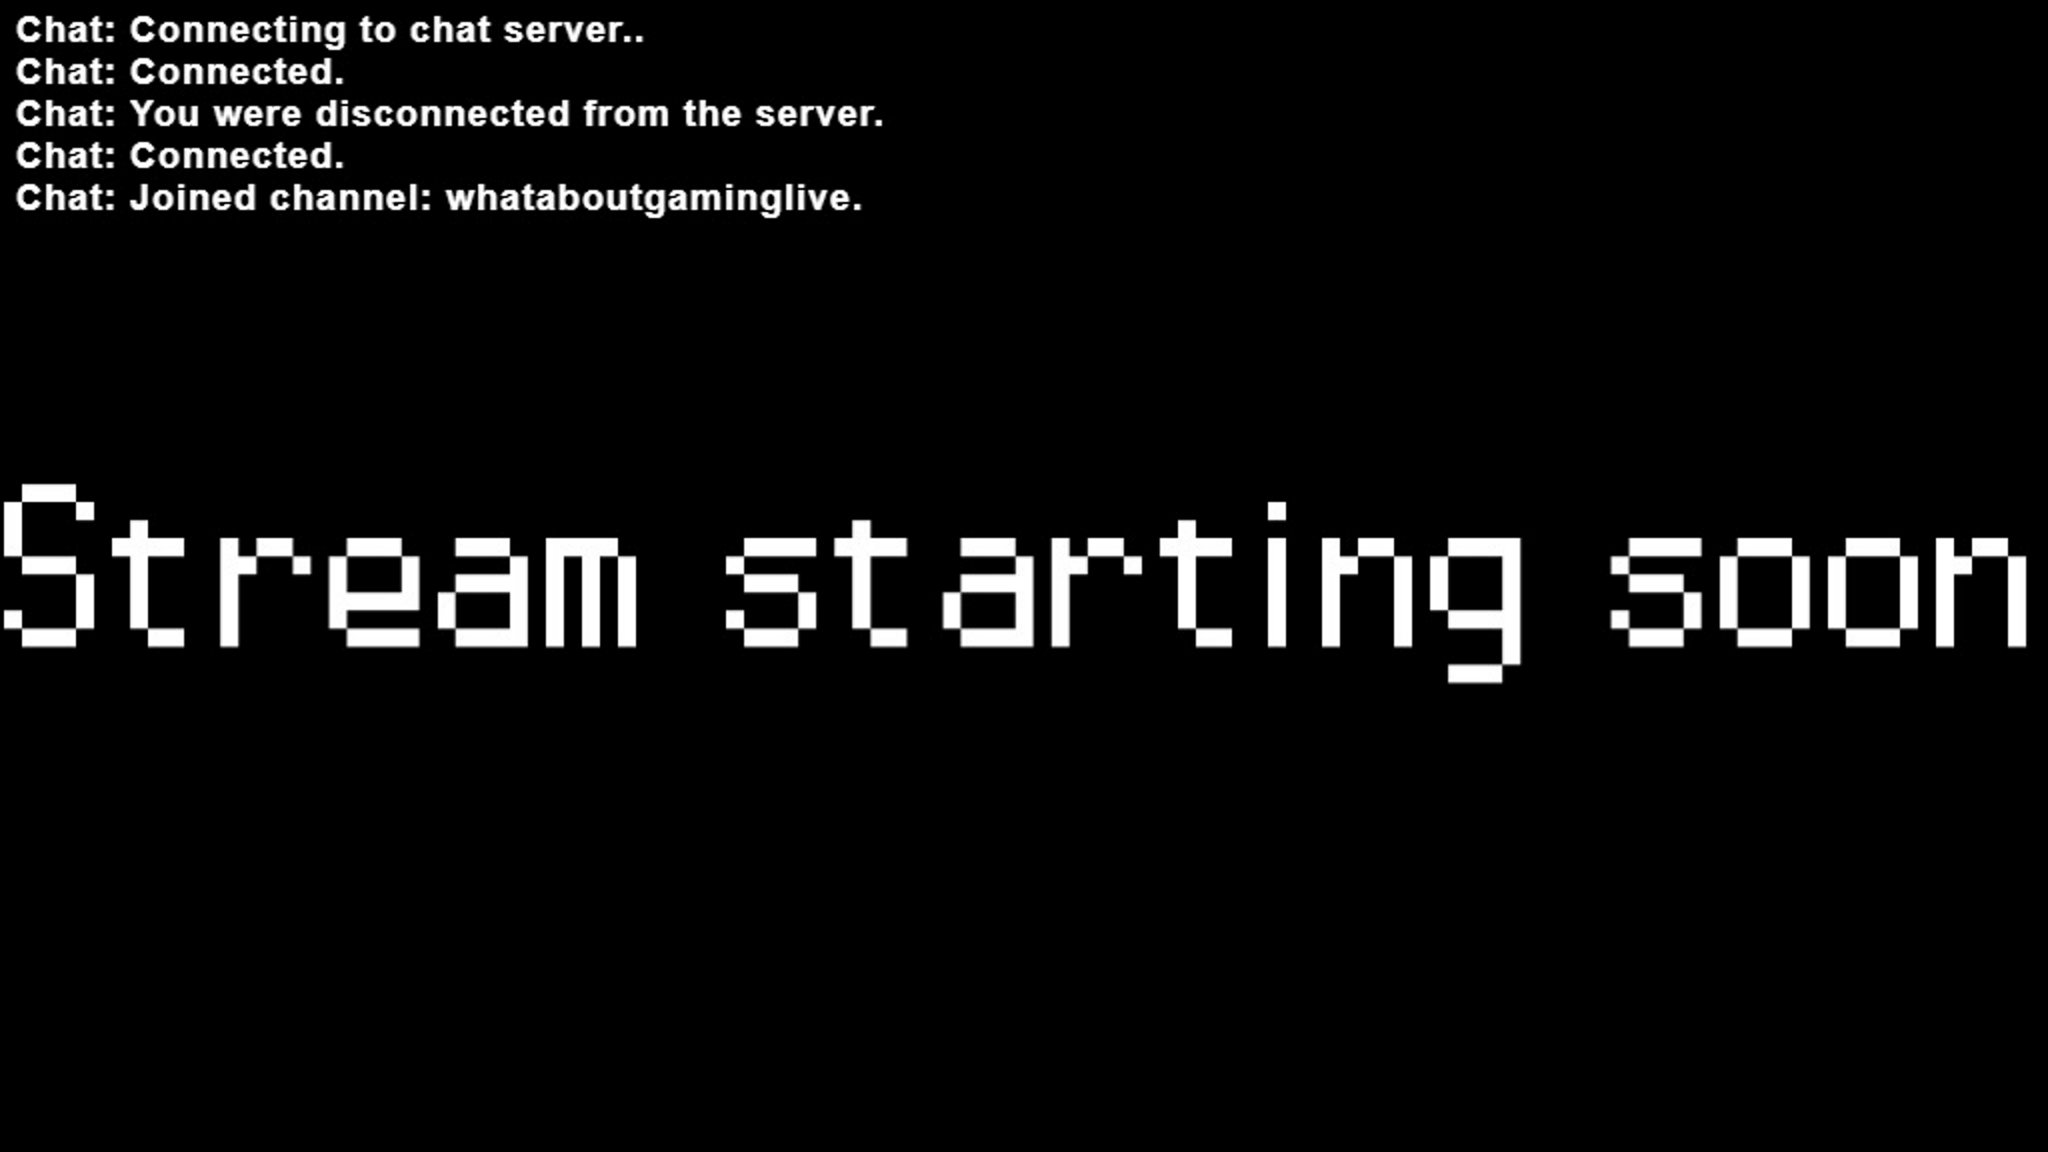 Chat: Connecting to chat server..
Chat: Connected.
Chat: You were disconnected from the server.
Chat: Connected.
Chat: Joined channel: whataboutgaminglive.
Stream starting soon